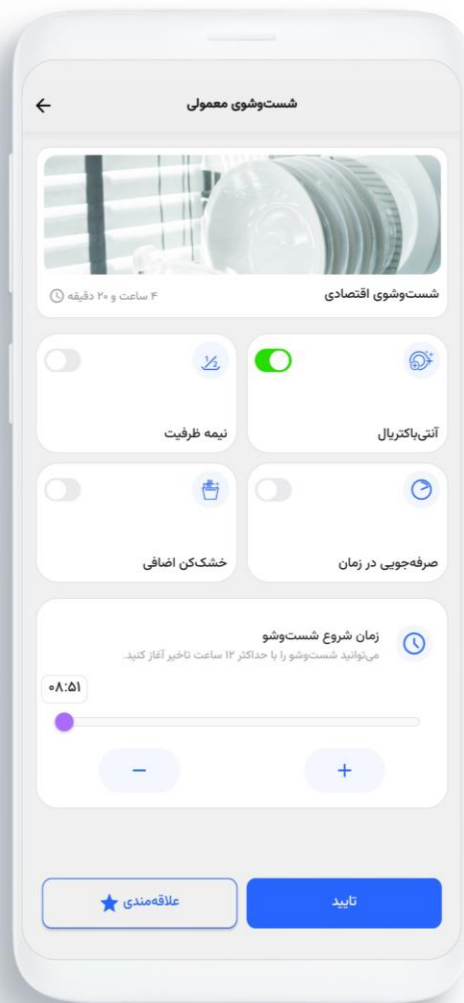 شست‌وشوی معمولی
شست‌وشوی اقتصادی
۴ ساعت و ۲۰ دقیقه
آنتی‌باکتریال
½
نیمه ظرفیت
صرفه‌جویی در زمان
خشک‌کن اضافی
زمان شروع شست‌وشو
می‌توانید شست‌وشو را با حداکثر ۱۲ ساعت تاخیر آغاز کنید.
۰۸:۵۱
+ −
تایید
علاقه‌مندی